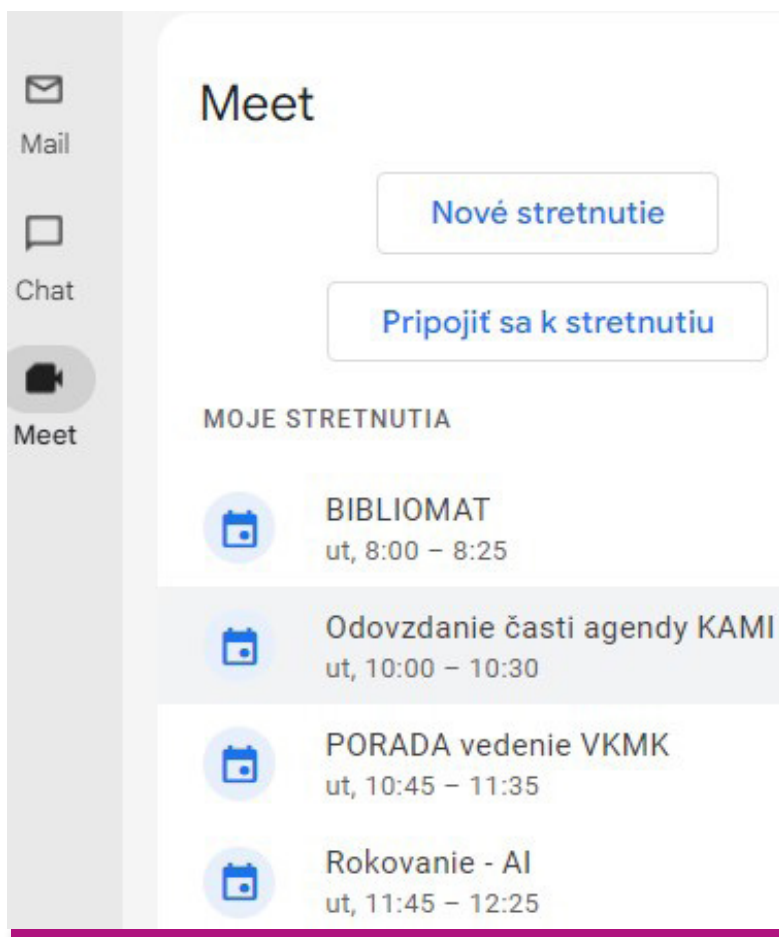 Mail
Chat
Meet
Meet
Nové stretnutie
Pripojiť sa k stretnutiu
MOJE STRETNUTIA
BIBLIOMAT
ut, 8:00 – 8:25
Odovzdanie časti agendy KAMI
ut, 10:00 – 10:30
PORADA vedenie VKMK
ut, 10:45 – 11:35
Rokovanie - AI
ut, 11:45 – 12:25